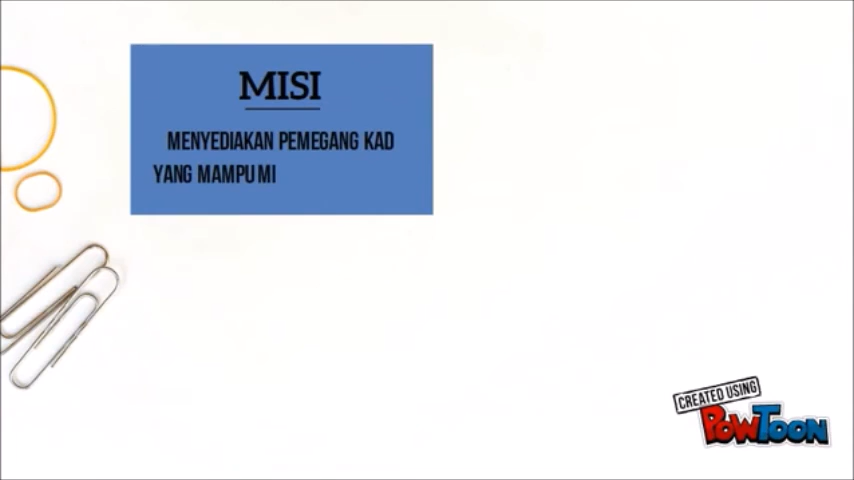 MISI
MENYEDIAKAN PEMEGANG KAD
YANG MAMPU MI
CREATED USING
POWTOON